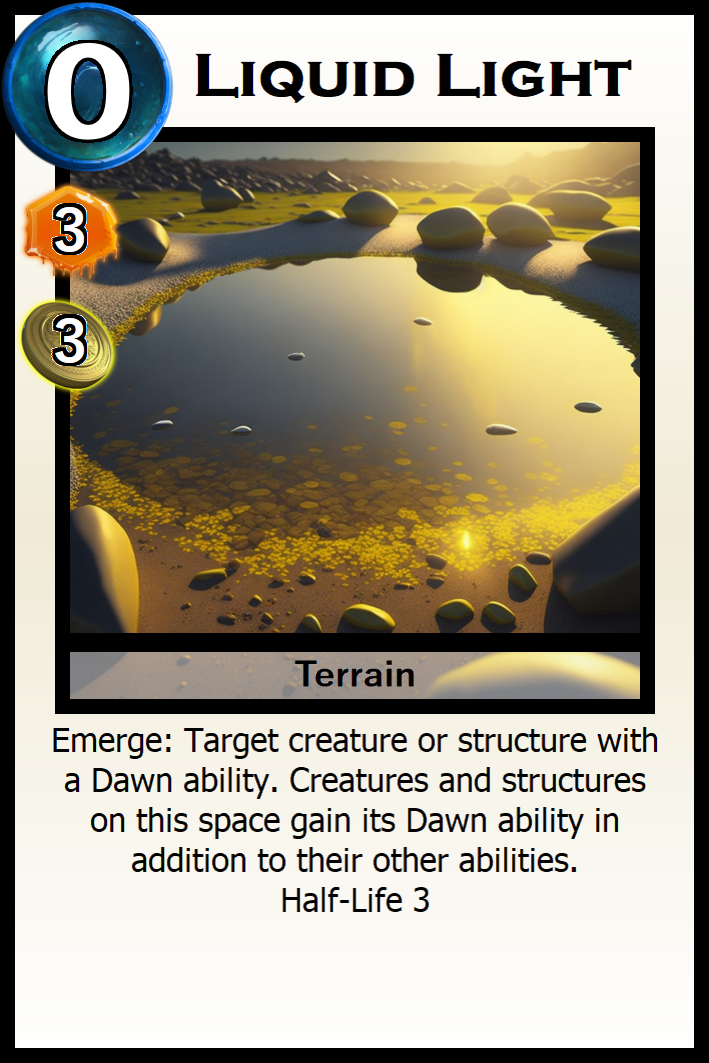 0
Liquid Light
3
3
Terrain
Emerge: Target creature or structure with
a Dawn ability. Creatures and structures
on this space gain its Dawn ability in
addition to their other abilities.
Half-Life 3